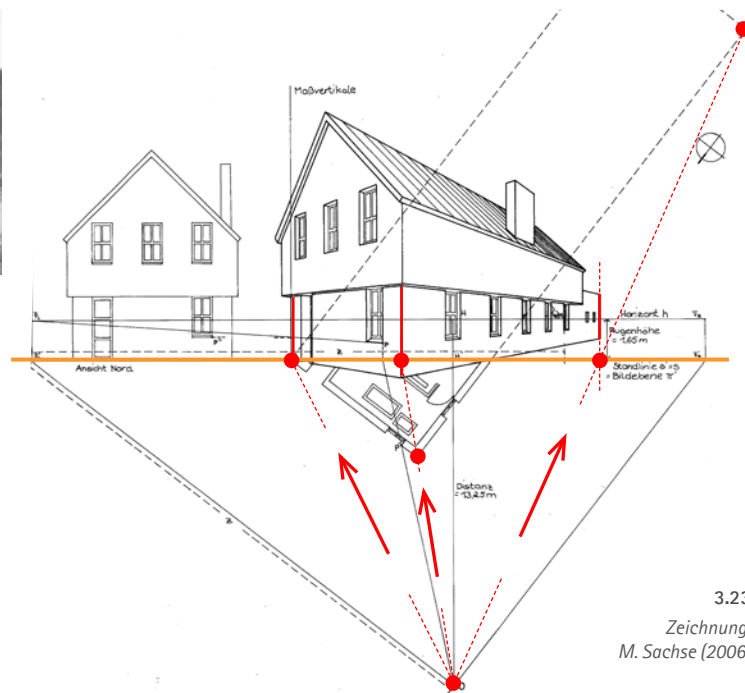 Maßvertikale
Horizont h
Augenhöhe
= 1,65 m
Ansicht Nord
Standlinie
= Bildebene π
Distanz
= 13,25 m
3.23
Zeichnung
M. Sachse (2006